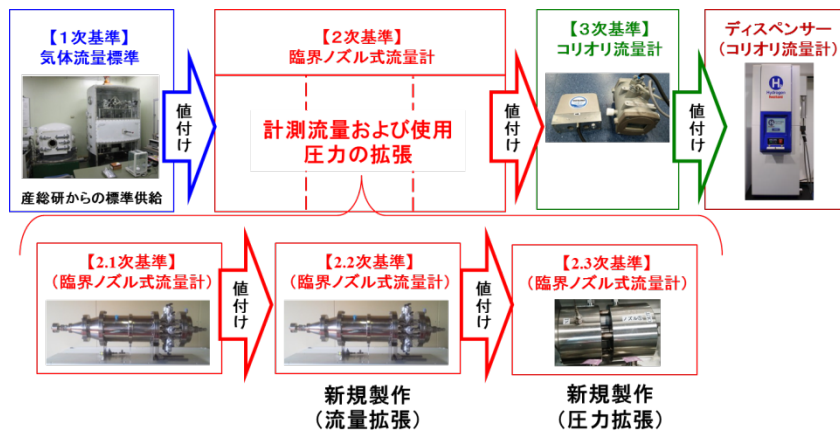 【1次基準】
気体流量標準
産総研からの標準供給
値付け
【2次基準】
臨界ノズル式流量計
計測流量および使用
圧力の拡張
値付け
【3次基準】
コリオリ流量計
値付け
ディスペンサー
(コリオリ流量計)
H
Hydrogen
【2.1次基準】
(臨界ノズル式流量計)
値付け
【2.2次基準】
(臨界ノズル式流量計)
新規製作
(流量拡張)
値付け
【2.3次基準】
(臨界ノズル式流量計)
新規製作
(圧力拡張)